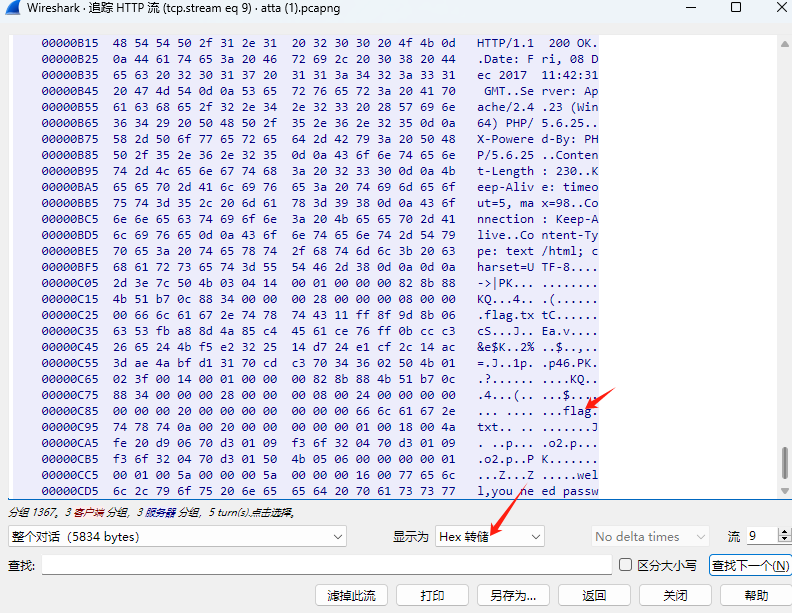 Wireshark · 追踪 HTTP 流 (tcp.stream eq 9) · atta (1).pcapng
00000B15 48 54 54 50 2f 31 2e 31 20 32 30 30 20 4f 4b 0d HTTP/1.1 200 OK.
00000B25 0a 44 61 74 65 3a 20 46 72 69 2c 20 30 38 20 44 .Date: F ri, 08 D
00000B35 65 63 20 32 30 31 37 20 31 31 3a 34 32 3a 33 31 ec 2017 11:42:31
00000B45 20 47 4d 54 0d 0a 53 65 72 76 65 72 3a 20 41 70 GMT..Se rver: Ap
00000B55 61 63 68 65 2f 32 2e 34 2e 32 33 20 28 57 69 6e ache/2.4 .23 (Win
00000B65 36 34 29 20 50 48 50 2f 35 2e 36 2e 32 35 0d 0a 64) PHP/ 5.6.25..
00000B75 58 2d 50 6f 77 65 72 65 64 2d 42 79 3a 20 50 48 X-Powere d-By: PH
00000B85 50 2f 35 2e 36 2e 32 35 0d 0a 43 6f 6e 74 65 6e P/5.6.25 ..Conten
00000B95 74 2d 4c 65 6e 67 74 68 3a 20 32 33 30 0d 0a 4b t-Length : 230..K
00000BA5 65 65 70 2d 41 6c 69 76 65 3a 20 74 69 6d 65 6f eep-Aliv e: timeo
00000BB5 75 74 3d 35 2c 20 6d 61 78 3d 39 38 0d 0a 43 6f ut=5, ma x=98..Co
00000BC5 6e 6e 65 63 74 69 6f 6e 3a 20 4b 65 65 70 2d 41 nnection : Keep-A
00000BD5 6c 69 76 65 0d 0a 43 6f 6e 74 65 6e 74 2d 54 79 live..Co ntent-Ty
00000BE5 70 65 3a 20 74 65 78 74 2f 68 74 6d 6c 3b 20 63 pe: text /html; c
00000BF5 68 61 72 73 65 74 3d 55 54 46 2d 38 0d 0a 0d 0a harset=U TF-8....
00000C05 2d 3e 7c 50 4b 03 04 14 00 01 00 00 00 82 8b 88 ->|PK... ........
00000C15 4b 51 b7 0c 88 34 00 00 00 28 00 00 00 08 00 00 KQ...4.. .(......
00000C25 00 66 6c 61 67 2e 74 78 74 43 11 ff 8f 9d 8b 06 .flag.tx tC......
00000C35 63 53 fb a8 8d 4a 85 c4 45 61 ce 76 ff 0b cc c3 cS...J.. Ea.v....
00000C45 26 65 24 4b f5 e2 32 25 14 d7 24 e1 cf 2c 14 ac &e$K..2% ..$..,..
00000C55 3d ae 4a bf d1 31 70 cd c3 70 34 36 02 50 4b 01 =.J..1p. .p46.PK.
00000C65 02 3f 00 14 00 01 00 00 00 82 8b 88 4b 51 b7 0c .?...... ....KQ..
00000C75 88 34 00 00 00 28 00 00 00 08 00 24 00 00 00 00 .4...(.. ...$....
00000C85 00 00 00 20 00 00 00 00 00 00 00 66 6c 61 67 2e ... .... ...flag.
00000C95 74 78 74 0a 00 20 00 00 00 00 00 01 00 18 00 4a txt.. .. .......J
00000CA5 fe 20 d9 06 70 d3 01 09 f3 6f 32 04 70 d3 01 09 . ..p... .o2.p...
00000CB5 f3 6f 32 04 70 d3 01 50 4b 05 06 00 00 00 00 01 .o2.p..P K.......
00000CC5 00 01 00 5a 00 00 00 5a 00 00 00 16 00 77 65 6c ...Z...Z .....wel
00000CD5 6c 2c 79 6f 75 20 6e 65 65 64 20 70 61 73 73 77 l,you ne ed passw
分组 1367。3 客户端 分组，3 服务器 分组，5 turn(s).点击选择。
整个对话 (5834 bytes) 显示为 Hex 转储 No delta times 流 9
查找: 区分大小写 查找下一个(N)
滤掉此流 打印 另存为... 返回 关闭 帮助